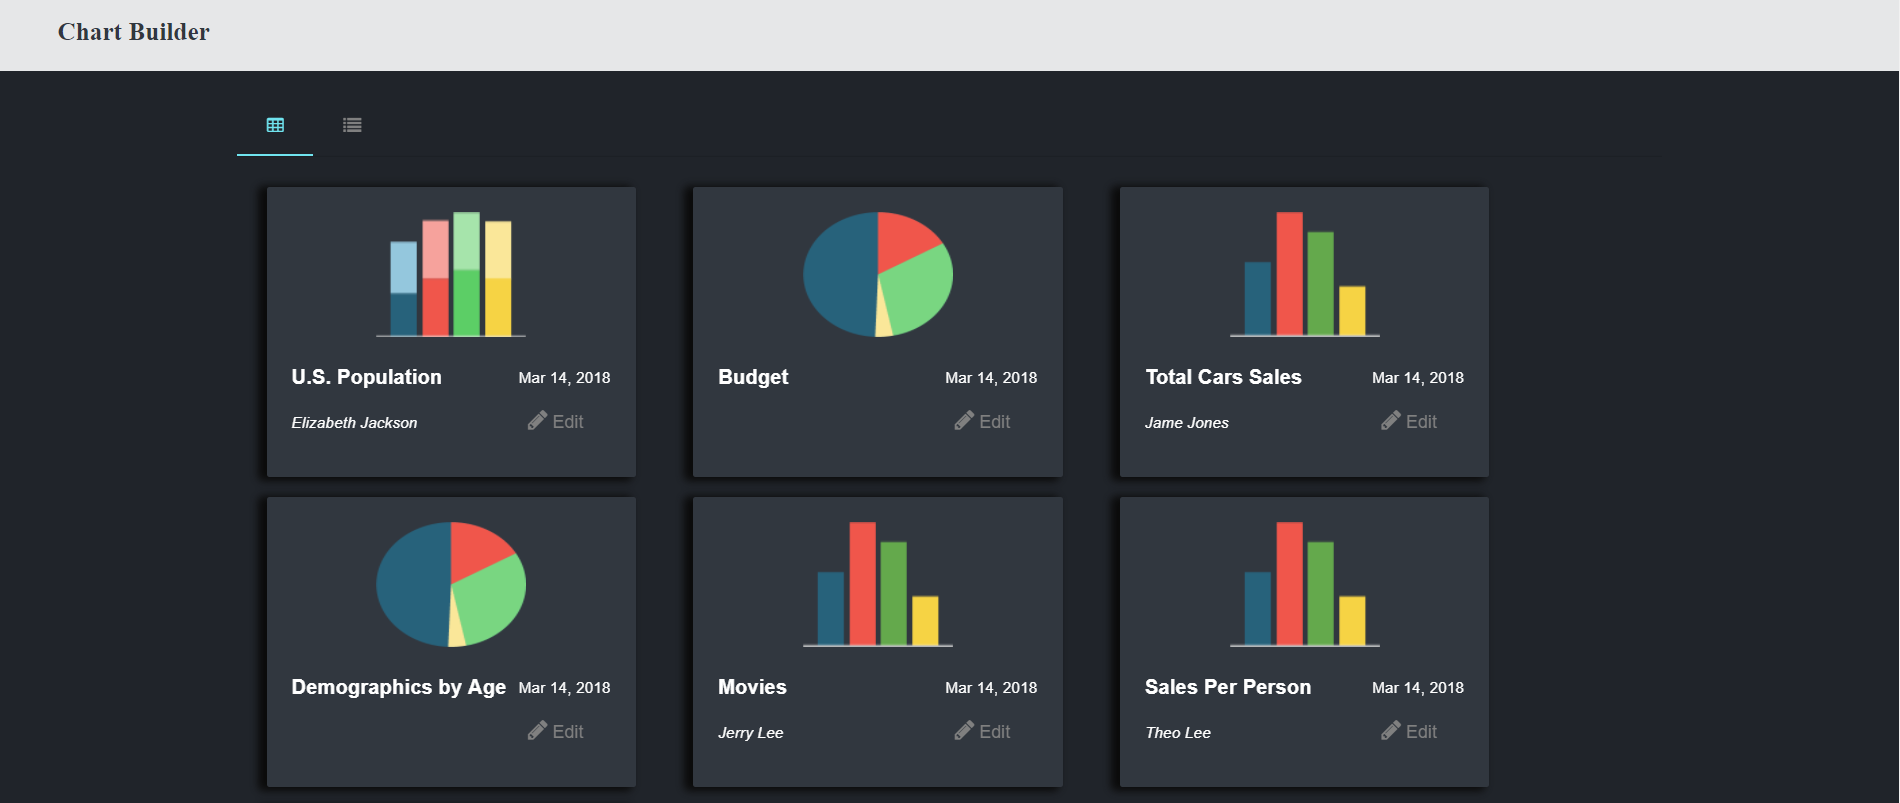 Chart Builder
U.S. Population Mar 14, 2018
Elizabeth Jackson Edit
Budget Mar 14, 2018
Edit
Total Cars Sales Mar 14, 2018
Jame Jones Edit
Demographics by Age Mar 14, 2018
Edit
Movies Mar 14, 2018
Jerry Lee Edit
Sales Per Person Mar 14, 2018
Theo Lee Edit